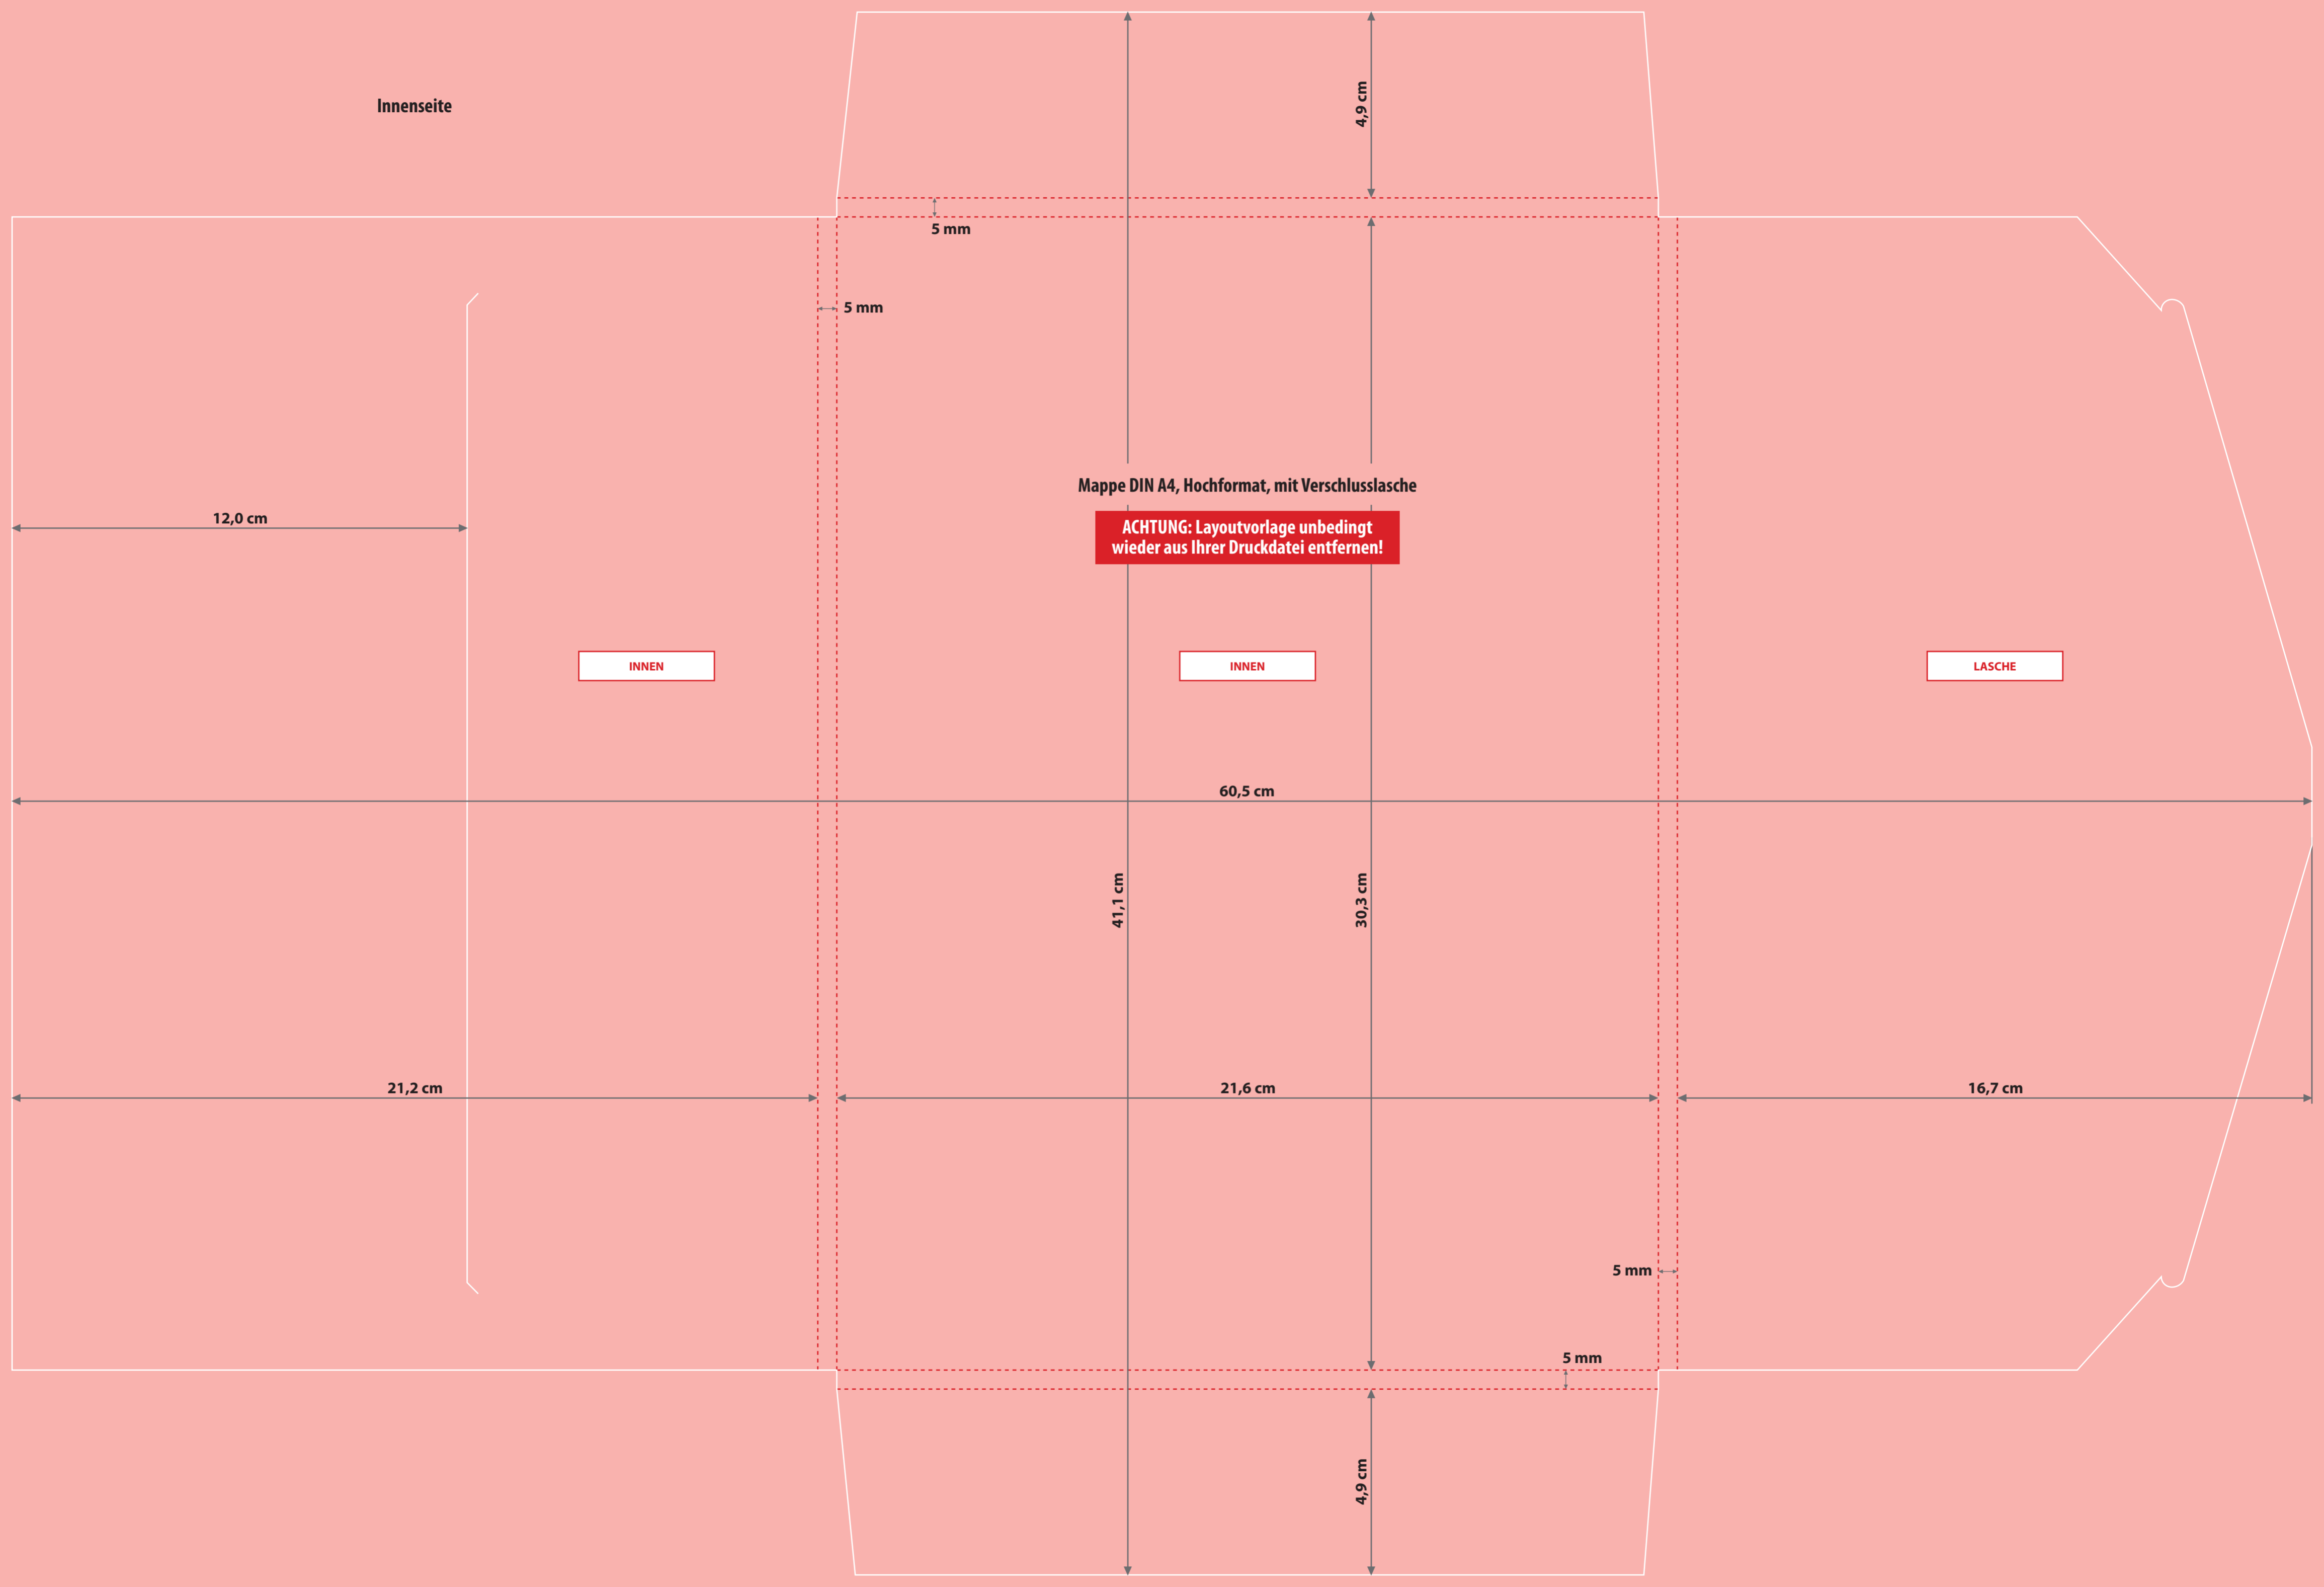 4,9 cm
Innenseite
5 mm
5 mm
Mappe DIN A4, Hochformat, mit Verschlusslasche
12,0 cm
ACHTUNG: Layoutvorlage unbedingt
wieder aus Ihrer Druckdatei entfernen!
INNEN
INNEN
LASCHE
60,5 cm
41,1 cm
30,3 cm
21,2 cm
21,6 cm
16,7 cm
5 mm
5 mm
4,9 cm